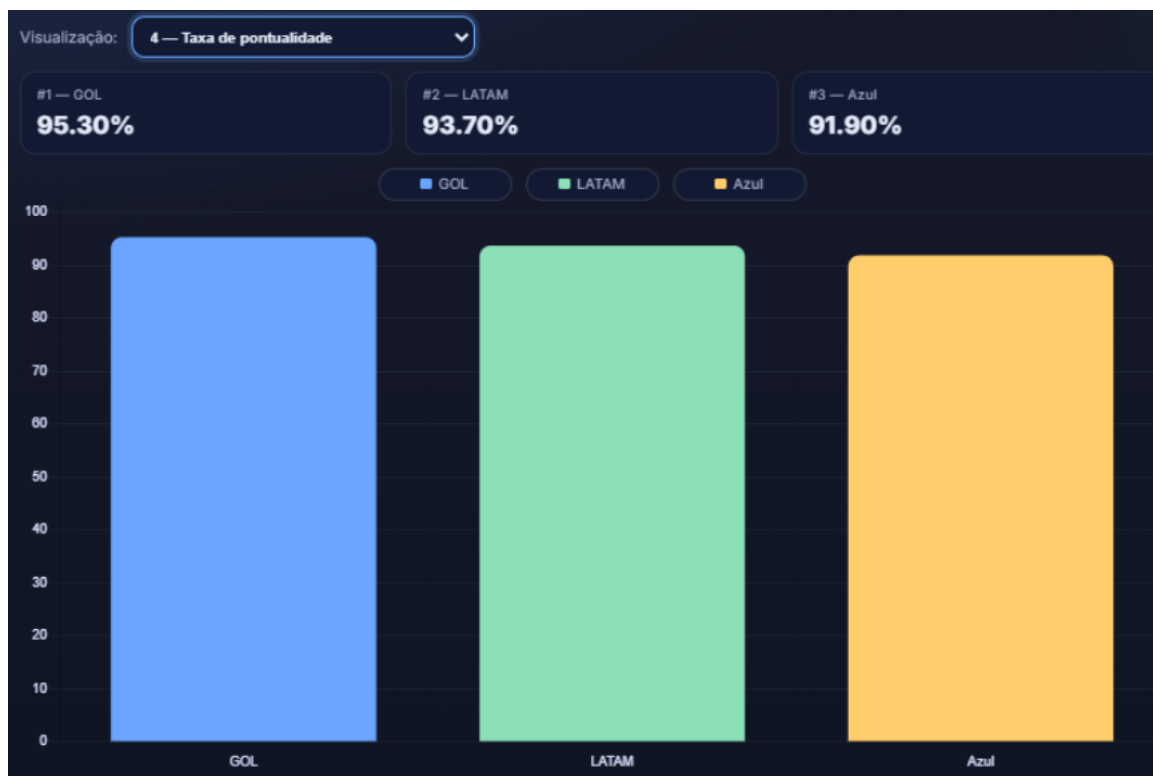 Visualização: 4 — Taxa de pontualidade
#1 — GOL
95.30%
#2 — LATAM
93.70%
#3 — Azul
91.90%
GOL
LATAM
Azul
100
90
80
70
60
50
40
30
20
10
0
GOL
LATAM
Azul